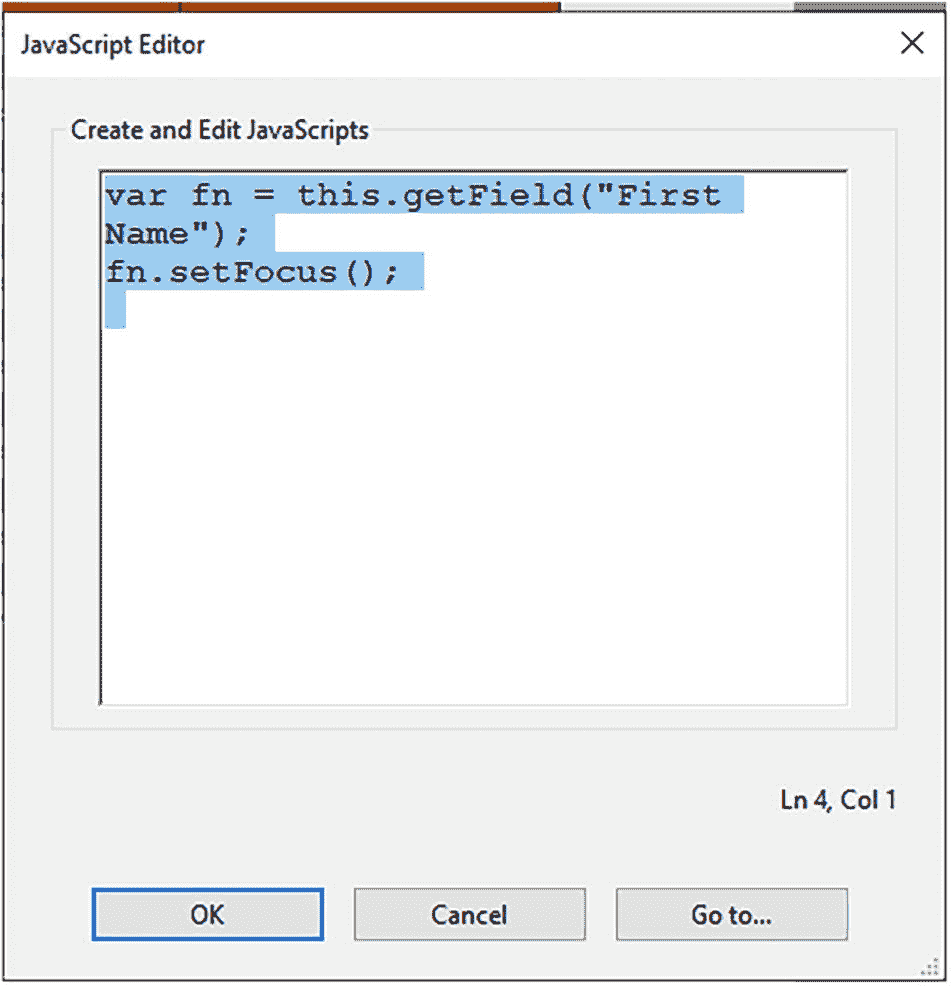 JavaScript Editor
Create and Edit JavaScripts
var fn = this.getField("First
Name");
fn.setFocus();
Ln 4, Col 1
OK
Cancel
Go to...